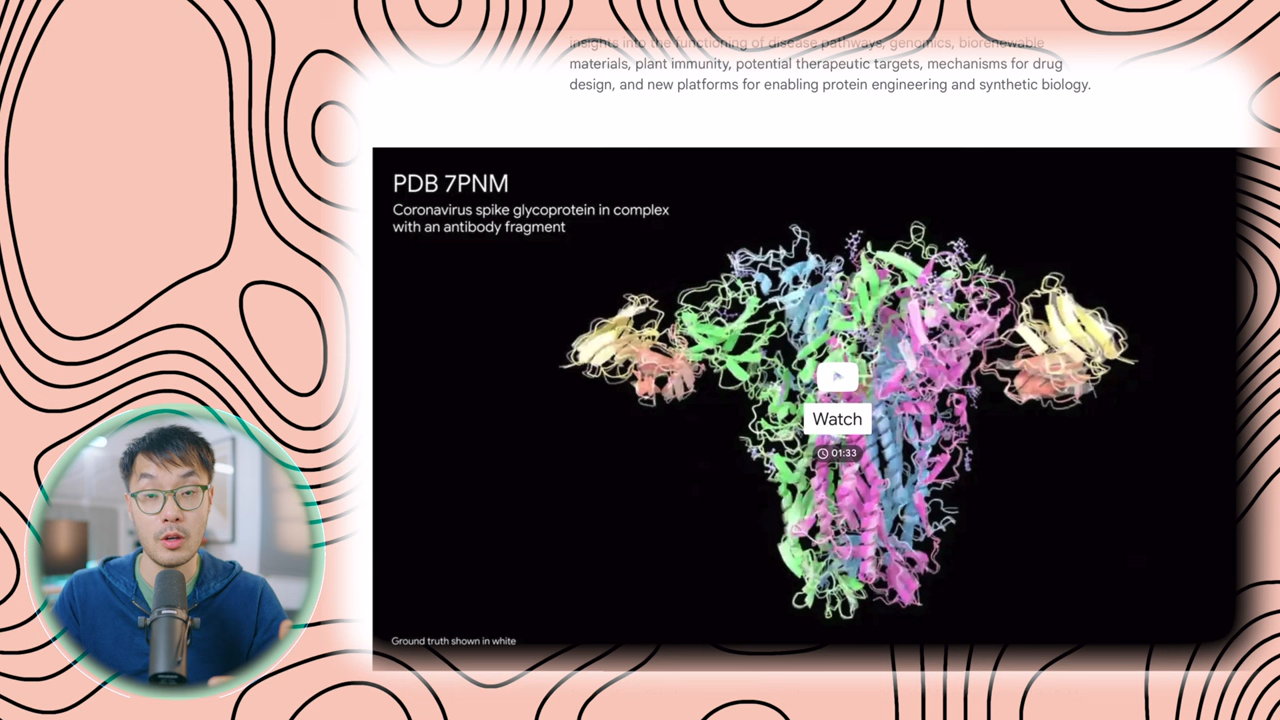 insights into the functioning of disease pathways, genomics, biorenewable
materials, plant immunity, potential therapeutic targets, mechanisms for drug
design, and new platforms for enabling protein engineering and synthetic biology.
PDB 7PNM
Coronavirus spike glycoprotein in complex
with an antibody fragment
Watch
01:33
Ground truth shown in white